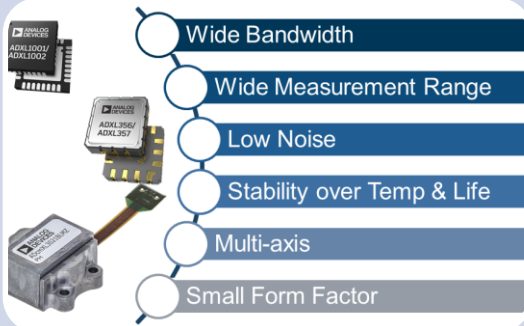 ANALOG
DEVICES
ADXL1001/
ADXL1002
Wide Bandwidth
Wide Measurement Range
ANALOG
DEVICES
ADXL356/
ADXL357
Low Noise
Stability over Temp & Life
ANALOG
DEVICES
Multi-axis
Small Form Factor